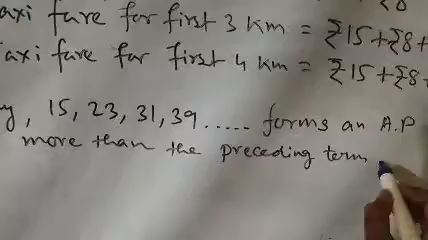 ₹8
axi fare for first 3 km = ₹15+₹8+
axi fare for first 4 km = ₹15+₹8
y, 15, 23, 31, 39 ..... forms an A.P
more than the preceding term